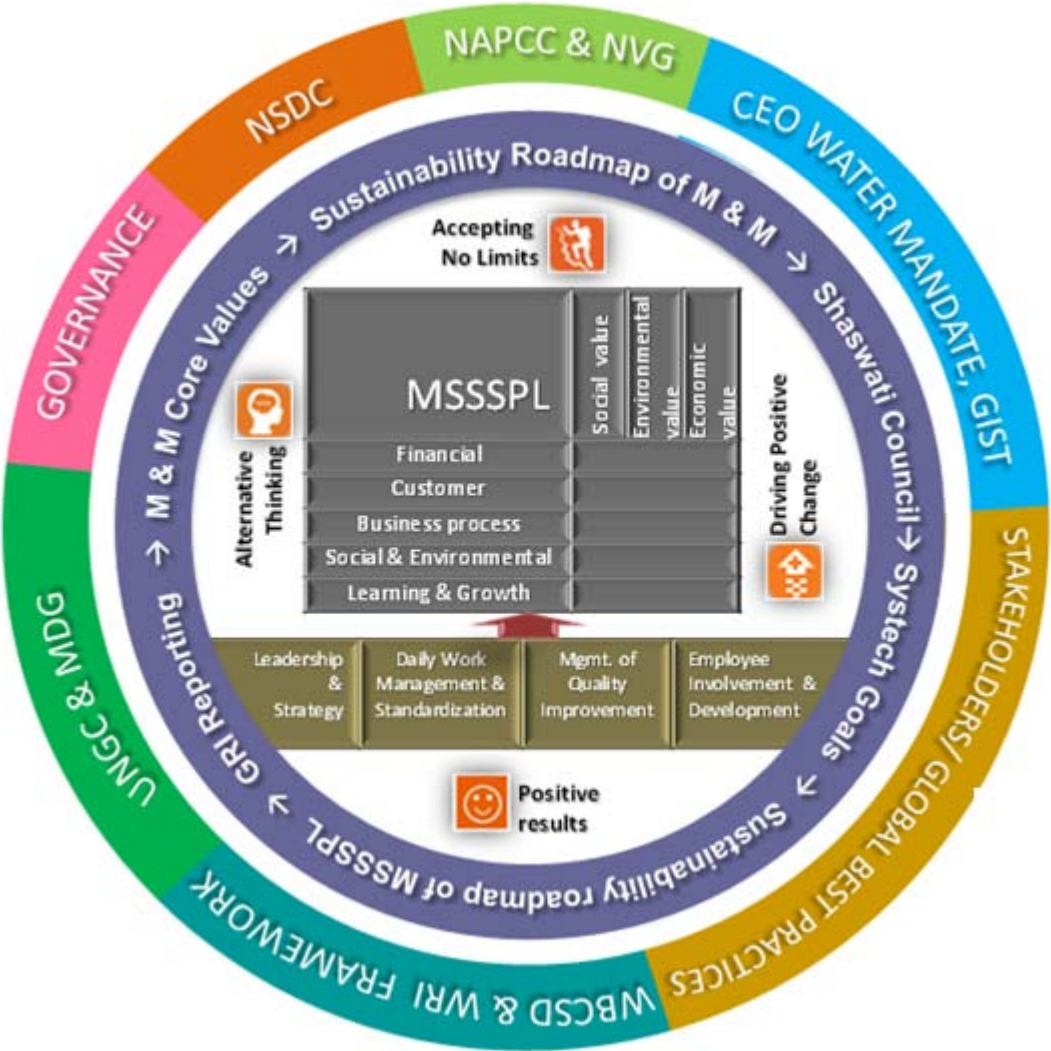 NAPCC & NVG
CEO WATER MANDATE, GIST
STAKEHOLDERS/ GLOBAL BEST PRACTICES
WBCSD & WRI FRAMEWORK
UNGC & MDG
GOVERNANCE
NSDC
→ M & M Core Values → Sustainability Roadmap of M & M → Shaswati Council→ Systech Goals → Sustainability roadmap of MSSSPL → GRI Reporting
Accepting
No Limits
Alternative
Thinking
Driving Positive
Change
MSSSPL
Social value
Environmental
value
Economic
value
Financial
Customer
Business process
Social & Environmental
Learning & Growth
Leadership
&
Strategy
Daily Work
Management &
Standardization
Mgmt. of
Quality
Improvement
Employee
Involvement &
Development
Positive
results